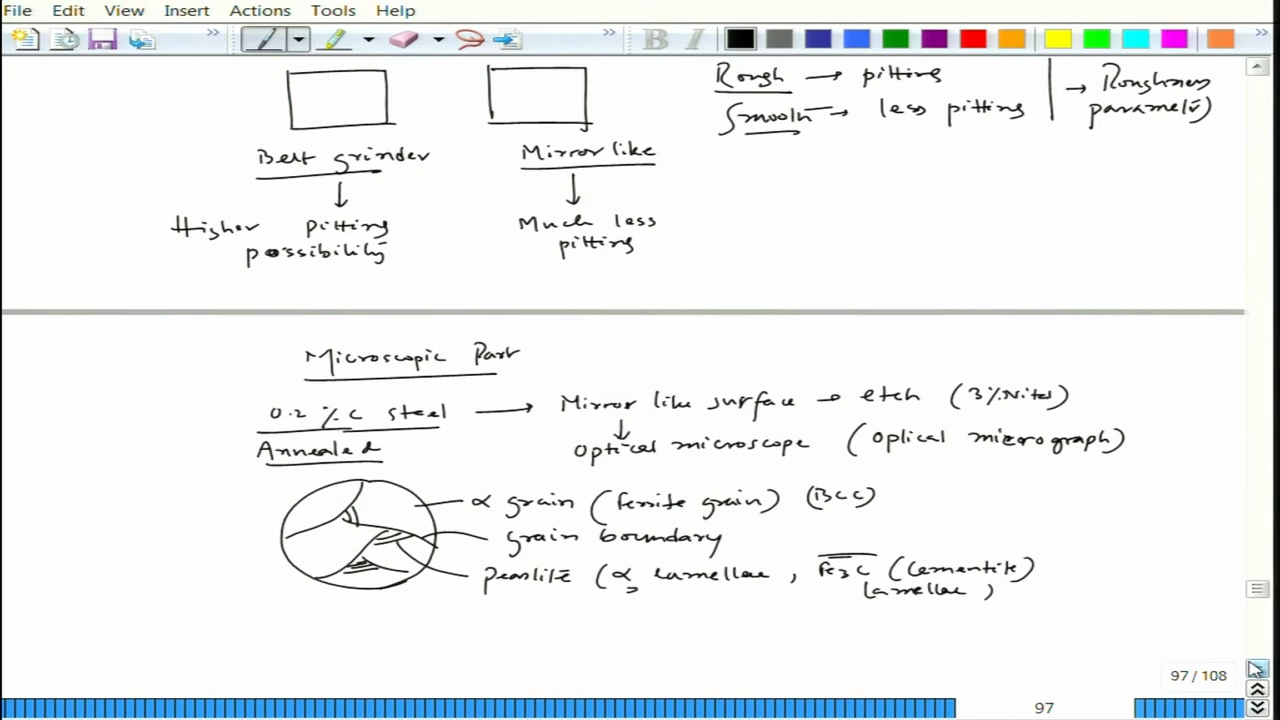 File Edit View Insert Actions Tools Help
B I
Rough → pitting
Smooth → less pitting
→ Roughness
parameter
Belt grinder
Higher pitting
possibility
Mirror like
Much less
pitting
Microscopic Part
0.2 % C steel → Mirror like surface → etch (3% Nital)
Annealed
Optical microscope (Optical micrograph)
α grain (ferrite grain) (BCC)
grain boundary
pearlite (α lamellae, Fe3C (cementite)
lamellae)
97 / 108
97